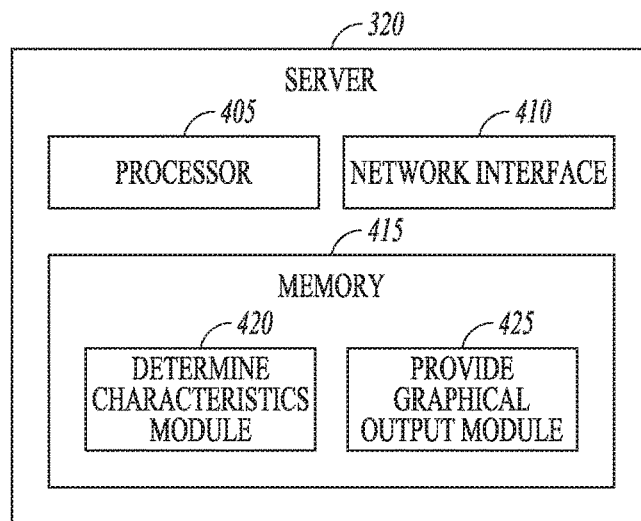 320
SERVER
405
PROCESSOR
410
NETWORK INTERFACE
415
MEMORY
420
DETERMINE
CHARACTERISTICS
MODULE
425
PROVIDE
GRAPHICAL
OUTPUT MODULE